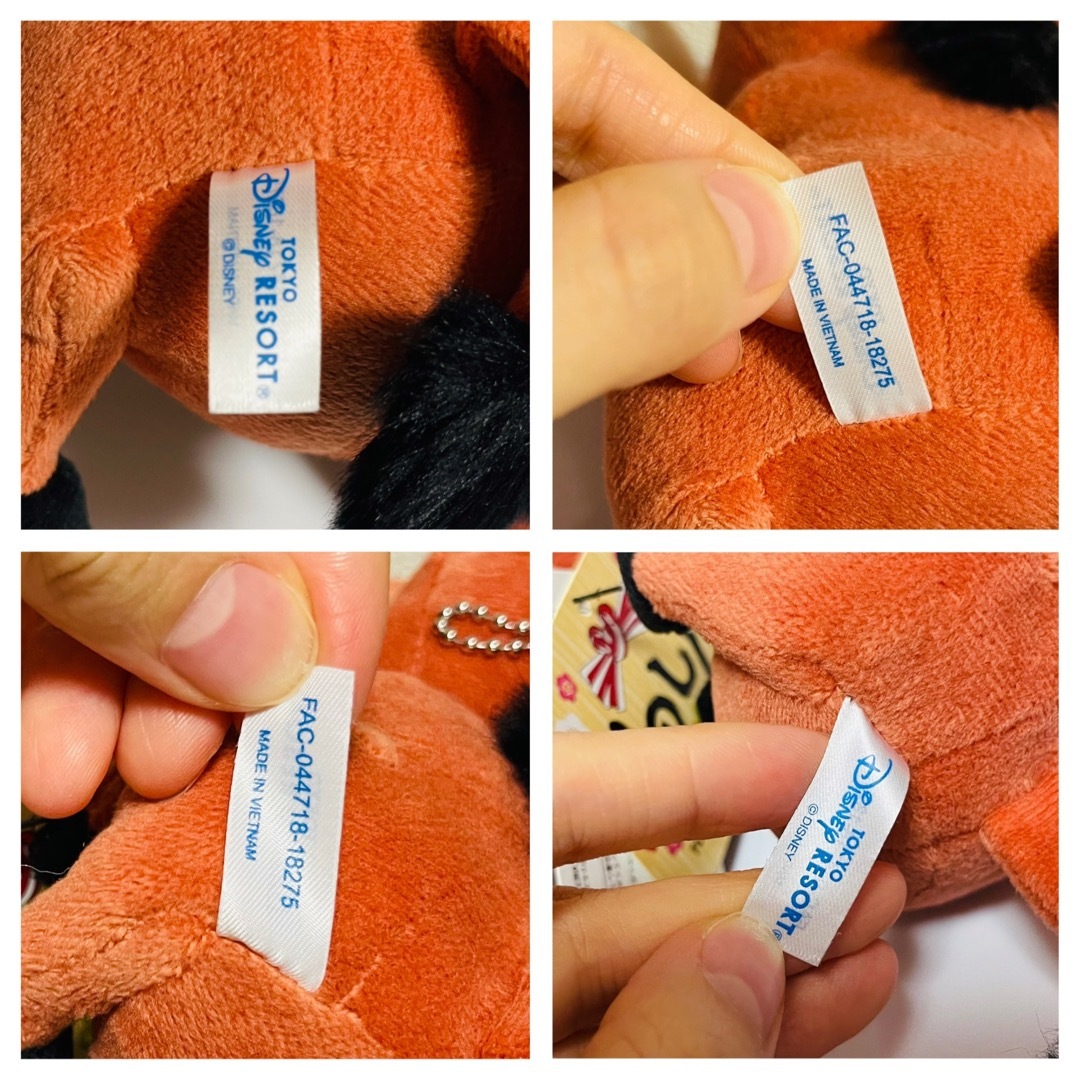 TOKYO
Disney RESORT®
© DISNEY
FAC-044718-18275
MADE IN VIETNAM
FAC-044718-18275
MADE IN VIETNAM
TOKYO
Disney RESORT®
© DISNEY